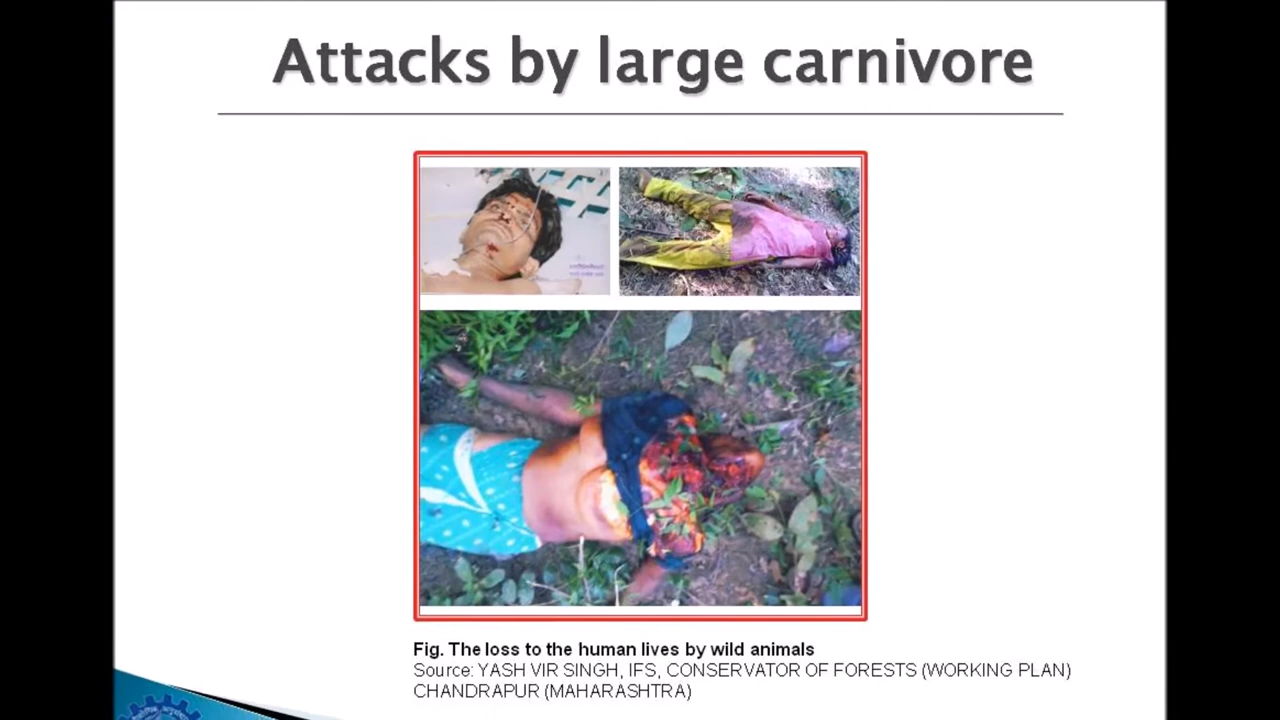 Attacks by large carnivore
Fig. The loss to the human lives by wild animals
Source: YASH VIR SINGH, IFS, CONSERVATOR OF FORESTS (WORKING PLAN)
CHANDRAPUR (MAHARASHTRA)